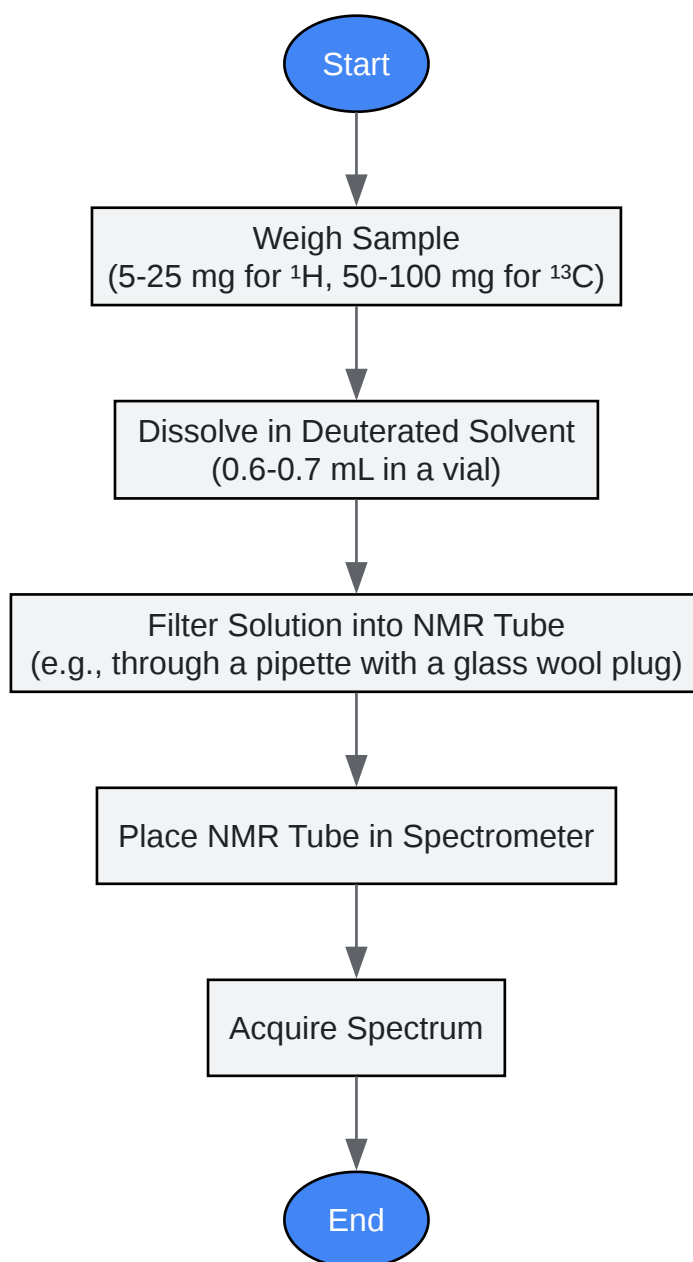 Start
Weigh Sample
(5-25 mg for ¹H, 50-100 mg for ¹³C)
Dissolve in Deuterated Solvent
(0.6-0.7 mL in a vial)
Filter Solution into NMR Tube
(e.g., through a pipette with a glass wool plug)
Place NMR Tube in Spectrometer
Acquire Spectrum
End